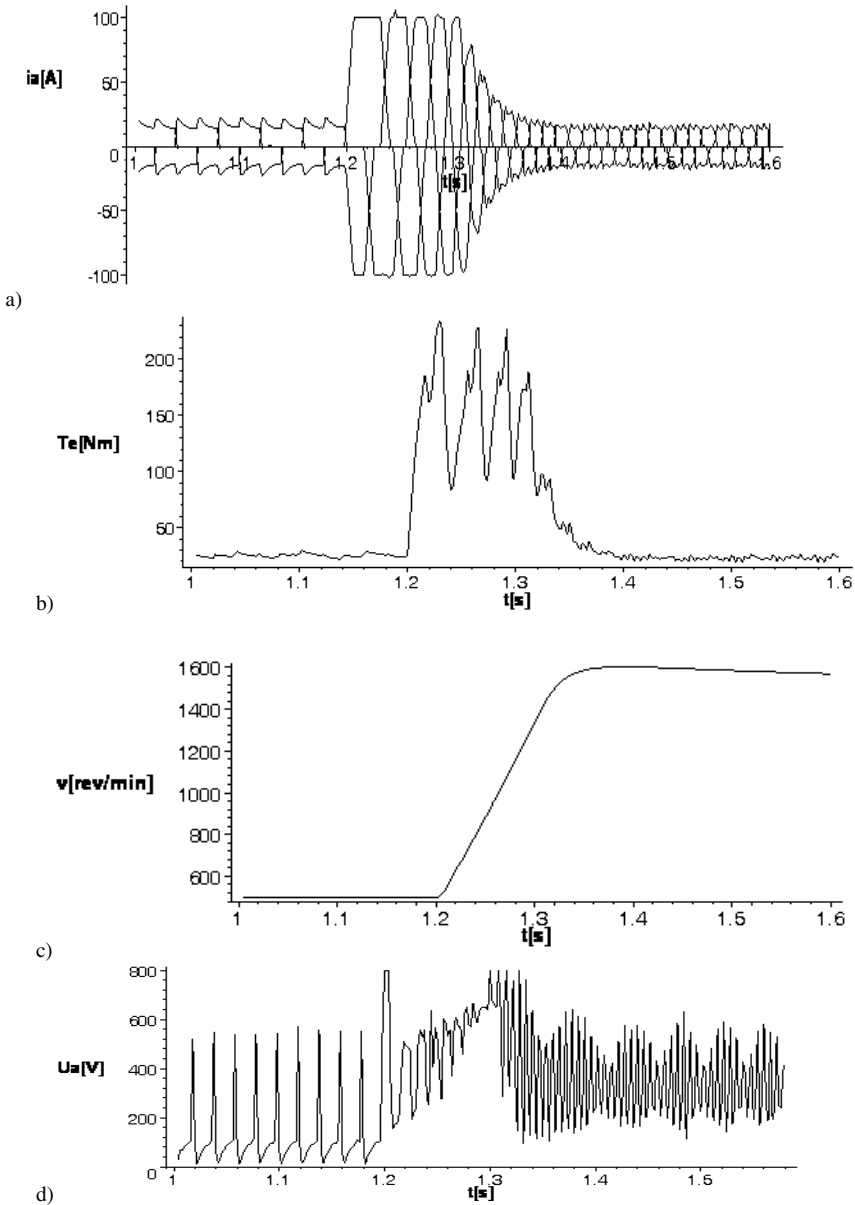 100
ia[A]
50
0
1 1.1 1.2 1.3 1.4 1.5 1.6
t[s]
-50
-100
a)
200
150
Te[Nm]
100
50
1 1.1 1.2 1.3 1.4 1.5 1.6
t[s]
b)
1600
1400
1200
v[rev/min]
1000
800
600
1 1.1 1.2 1.3 1.4 1.5 1.6
t[s]
c)
800
600
Ua[V]
400
200
0
1 1.1 1.2 1.3 1.4 1.5
t[s]
d)